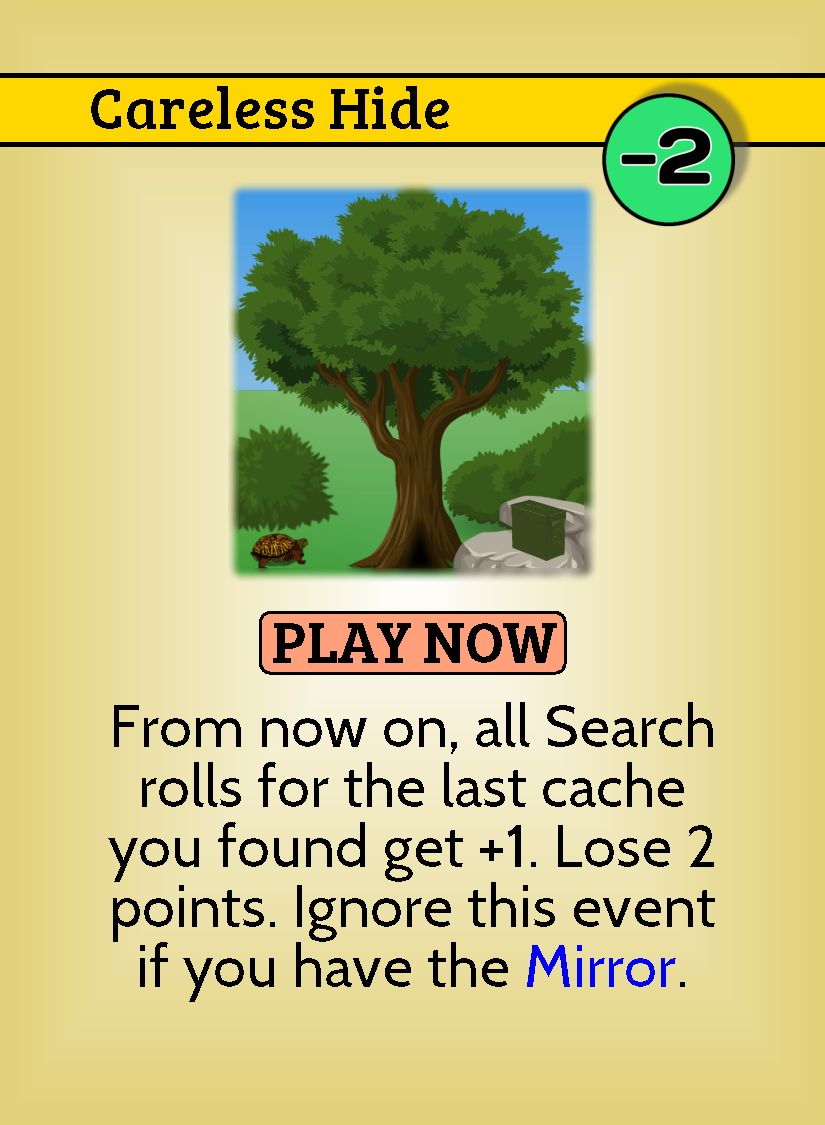 Careless Hide
-2
PLAY NOW
From now on, all Search
rolls for the last cache
you found get +1. Lose 2
points. Ignore this event
if you have the Mirror.